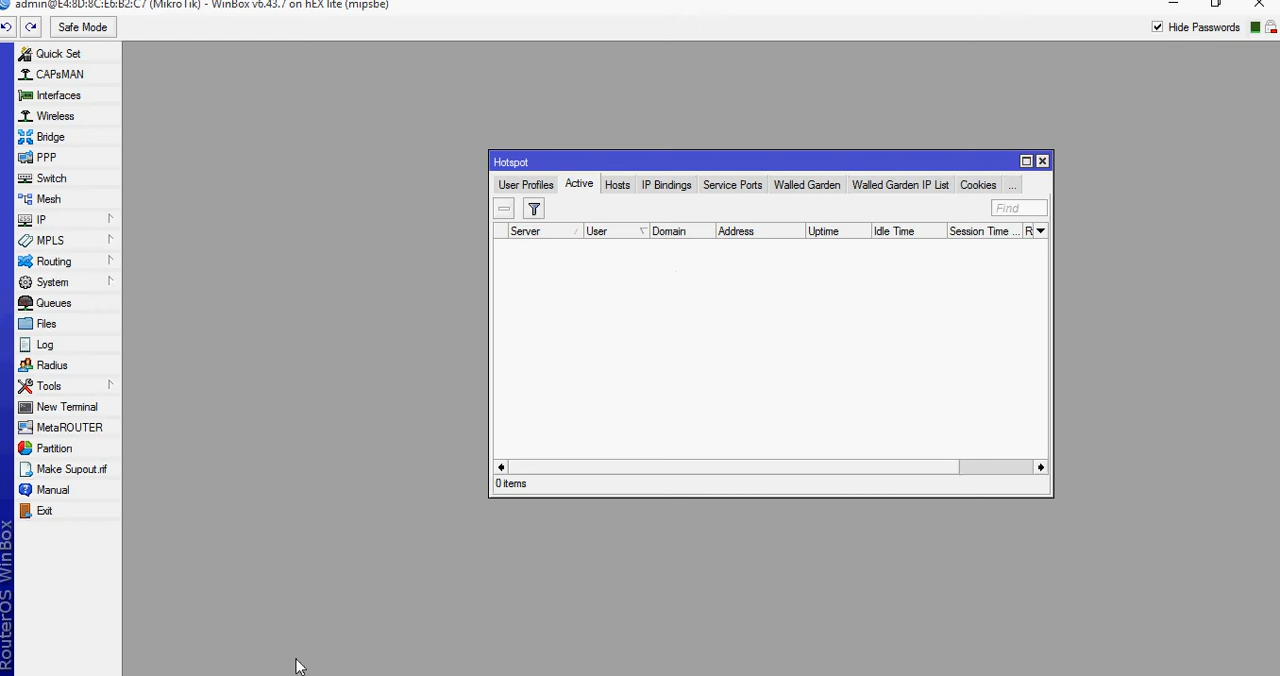 admin@E4:8D:8C:E6:B2:C7 (MikroTik) - WinBox v6.43.7 on hEX lite (mipsbe)
Safe Mode
Hide Passwords
Quick Set
CAPsMAN
Interfaces
Wireless
Bridge
PPP
Switch
Mesh
IP
MPLS
Routing
System
Queues
Files
Log
Radius
Tools
New Terminal
MetaROUTER
Partition
Make Supout.rif
Manual
Exit
RouterOS WinBox
Hotspot
User Profiles Active Hosts IP Bindings Service Ports Walled Garden Walled Garden IP List Cookies ...
Find
Server User Domain Address Uptime Idle Time Session Time ... R
0 items